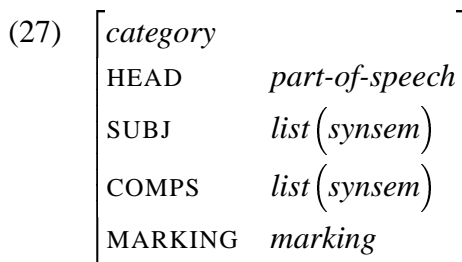 (27) [category
HEAD part-of-speech
SUBJ list(synsem)
COMPS list(synsem)
MARKING marking